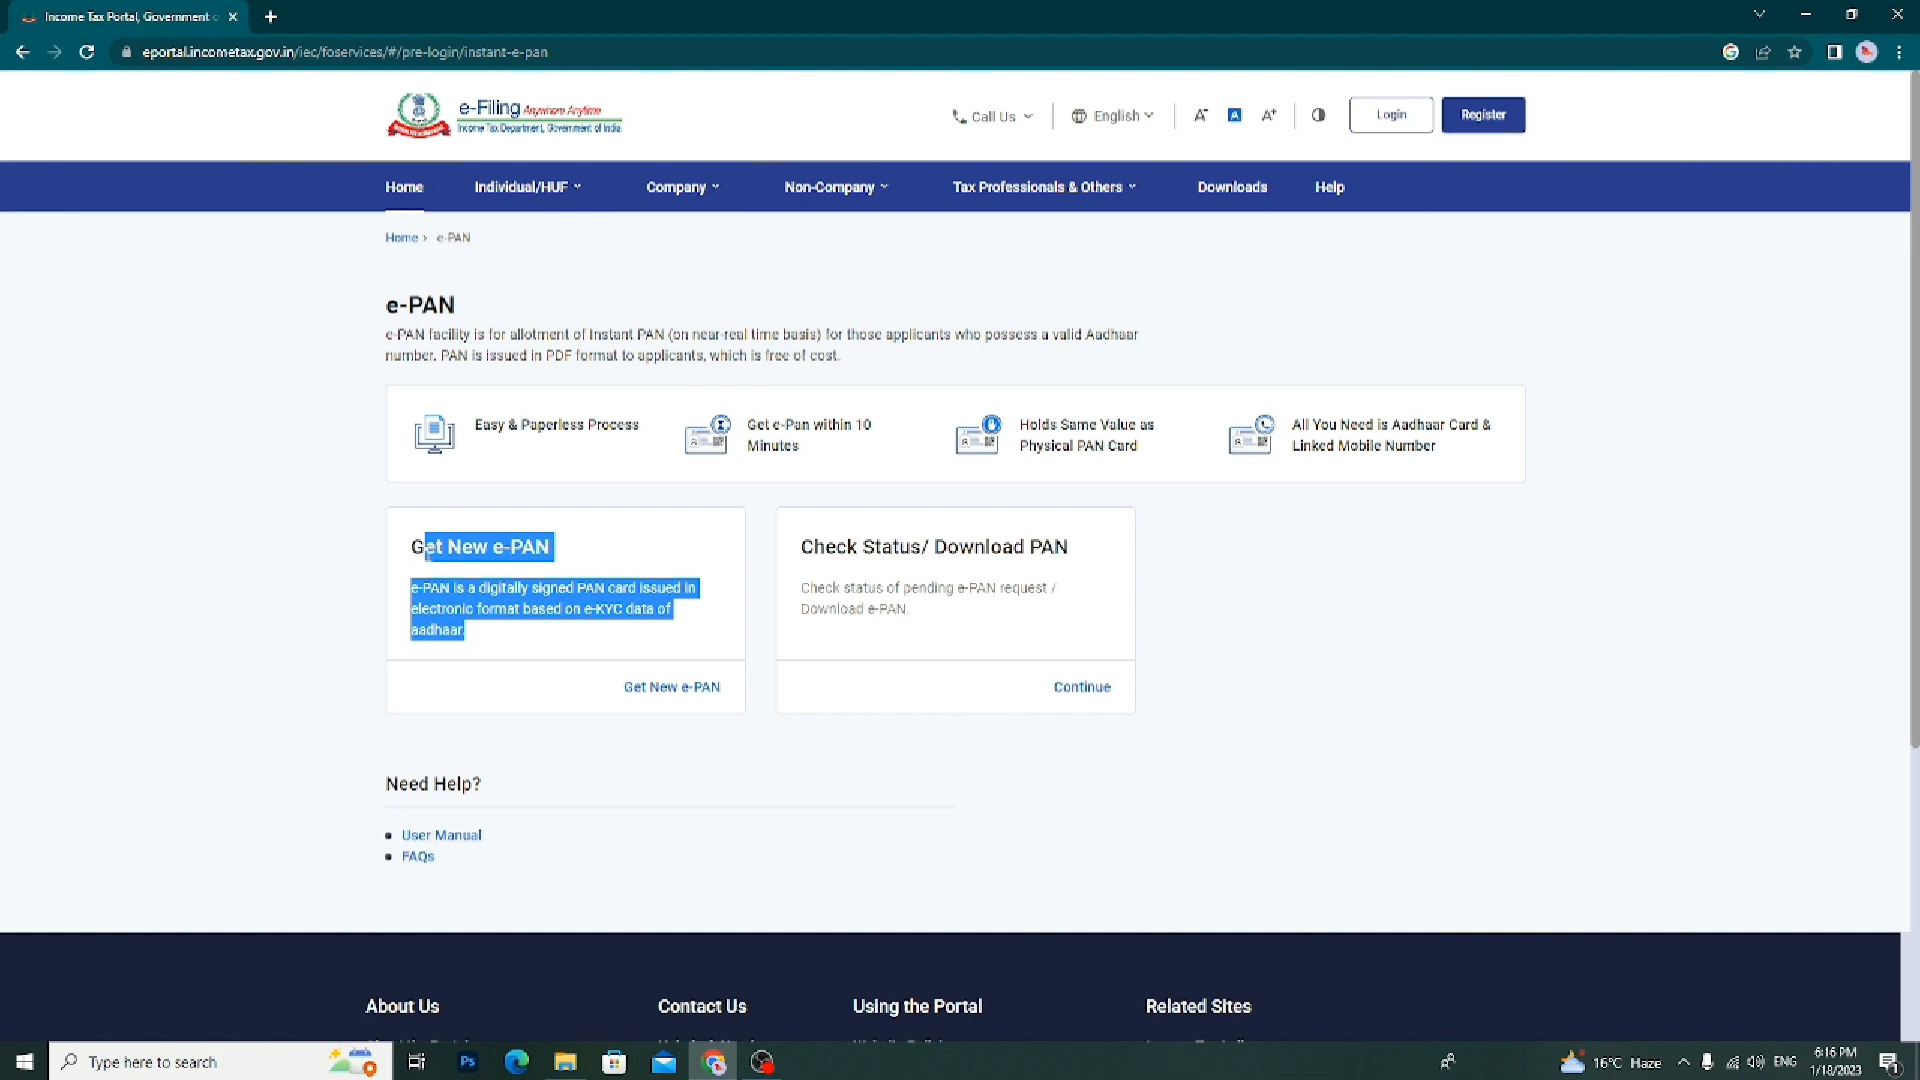 Income Tax Portal, Government o
eportal.incometax.gov.in/iec/foservices/#/pre-login/instant-e-pan
e-Filing Anywhere Anytime
Income Tax Department, Government of India
Call Us
English
A-
A
A+
Login
Register
Home
Individual/HUF
Company
Non-Company
Tax Professionals & Others
Downloads
Help
Home > e-PAN
e-PAN
e-PAN facility is for allotment of Instant PAN (on near-real time basis) for those applicants who possess a valid Aadhaar
number. PAN is issued in PDF format to applicants, which is free of cost.
Easy & Paperless Process
Get e-Pan within 10
Minutes
Holds Same Value as
Physical PAN Card
All You Need is Aadhaar Card &
Linked Mobile Number
Get New e-PAN
e-PAN is a digitally signed PAN card issued in
electronic format based on e-KYC data of
aadhaar.
Get New e-PAN
Check Status/ Download PAN
Check status of pending e-PAN request /
Download e-PAN.
Continue
Need Help?
User Manual
FAQs
About Us
Contact Us
Using the Portal
Related Sites
Type here to search
Ps
16°C Haze
ENG
6:16 PM
1/18/2023
1